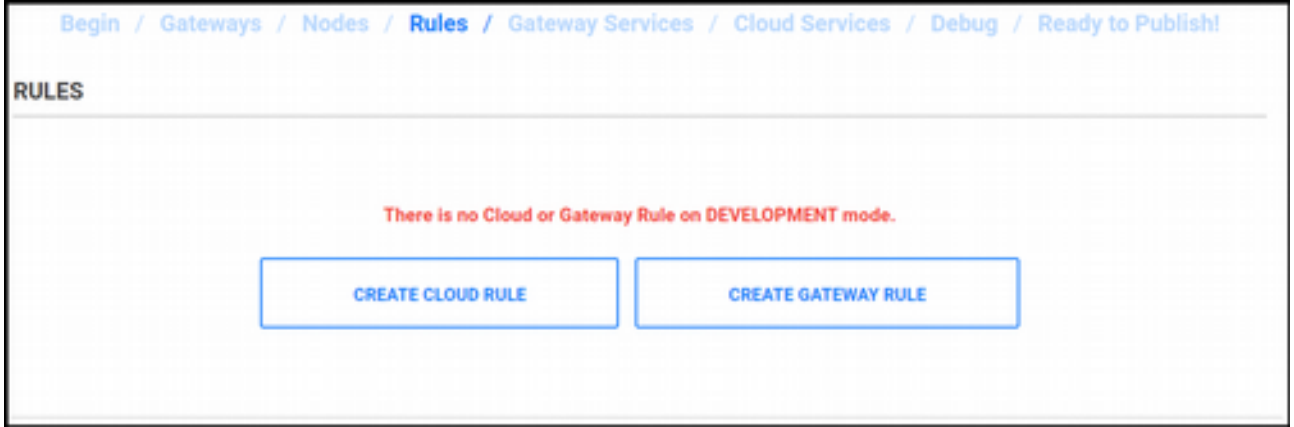 Begin / Gateways / Nodes / Rules / Gateway Services / Cloud Services / Debug / Ready to Publish!
RULES
There is no Cloud or Gateway Rule on DEVELOPMENT mode.
CREATE CLOUD RULE CREATE GATEWAY RULE